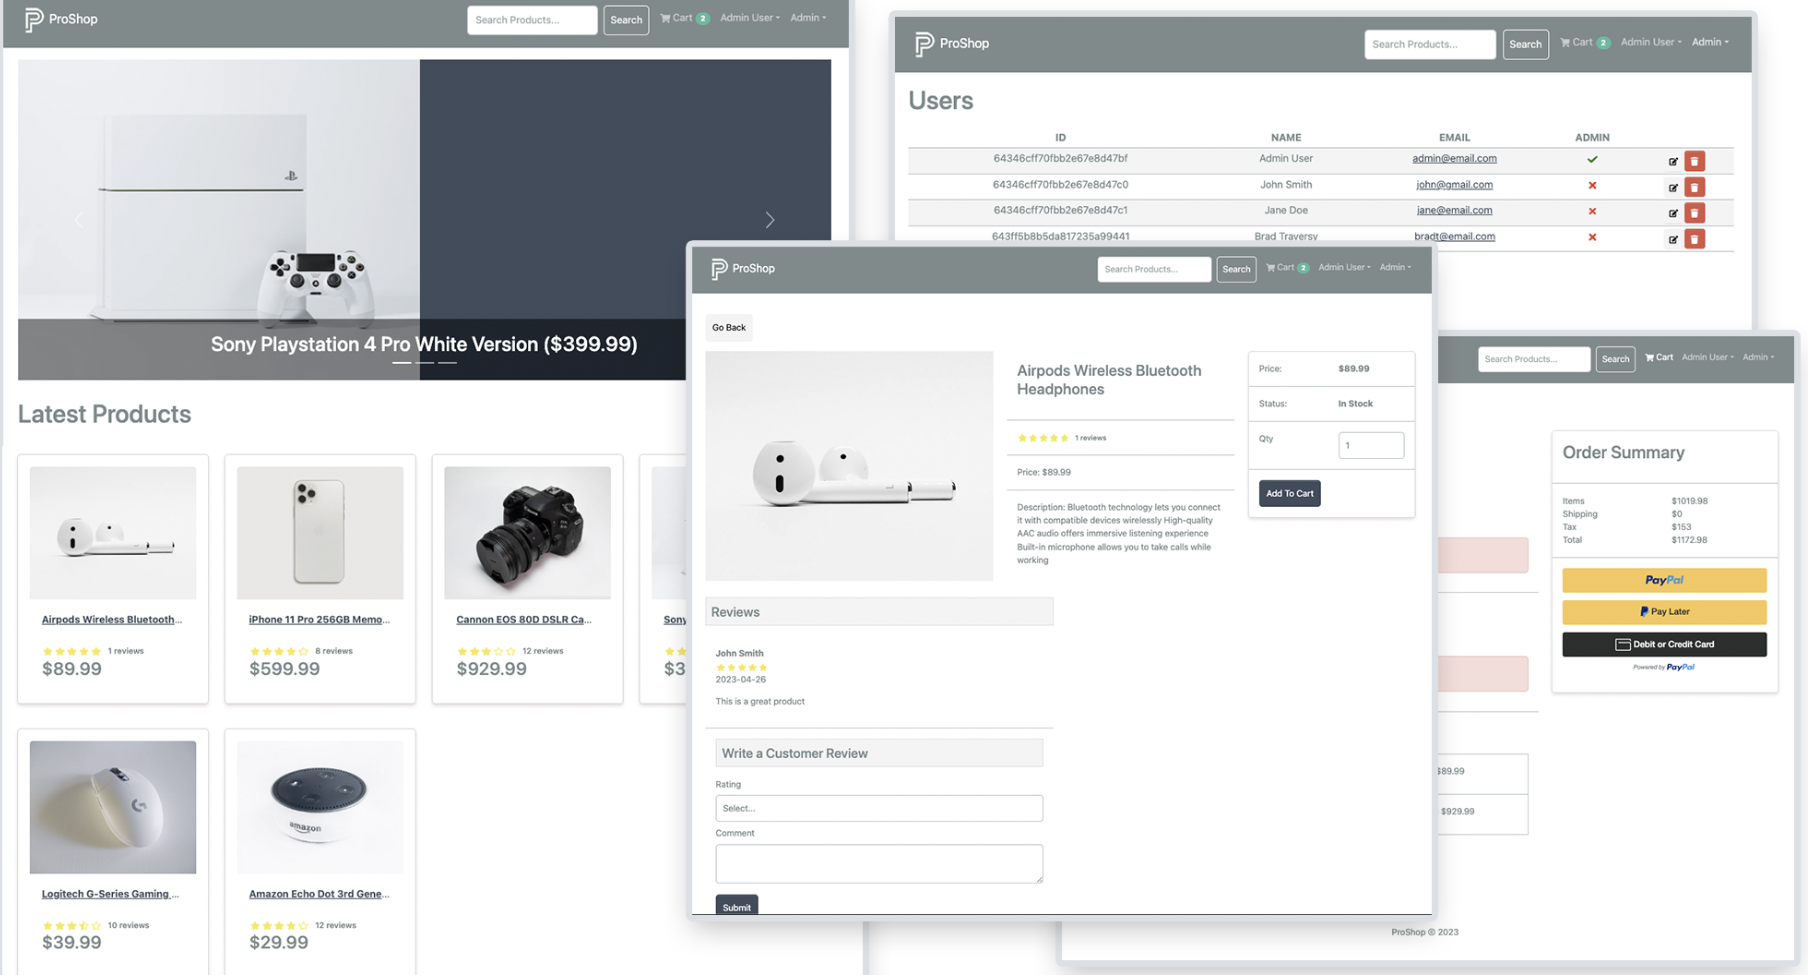 ProShop
Search Products...
Search
Cart 2
Admin User
Admin
Sony Playstation 4 Pro White Version ($399.99)
Latest Products
Airpods Wireless Bluetooth...
1 reviews
$89.99
iPhone 11 Pro 256GB Memo...
8 reviews
$599.99
Cannon EOS 80D DSLR Ca...
12 reviews
$929.99
Sony
$3
Logitech G-Series Gaming ...
10 reviews
$39.99
amazon
Amazon Echo Dot 3rd Gene...
12 reviews
$29.99
ProShop
Search Products...
Search
Cart 2
Admin User
Admin
Users
ID NAME EMAIL ADMIN
64346cff70fbb2e67e8d47bf Admin User admin@email.com
64346cff70fbb2e67e8d47c0 John Smith john@gmail.com
64346cff70fbb2e67e8d47c1 Jane Doe jane@email.com
643ff5b8b5da817235a99441 Brad Traversy bradt@email.com
ProShop
Search Products...
Search
Cart 2
Admin User
Admin
Go Back
Airpods Wireless Bluetooth
Headphones
1 reviews
Price: $89.99
Description: Bluetooth technology lets you connect
it with compatible devices wirelessly High-quality
AAC audio offers immersive listening experience
Built-in microphone allows you to take calls while
working
Price: $89.99
Status: In Stock
Qty 1
Add To Cart
Reviews
John Smith
2023-04-26
This is a great product
Write a Customer Review
Rating
Select...
Comment
Submit
Search Products...
Search
Cart
Admin User
Admin
Order Summary
Items $1019.98
Shipping $0
Tax $153
Total $1172.98
PayPal
Pay Later
Debit or Credit Card
Powered by PayPal
$89.99
$929.99
ProShop © 2023